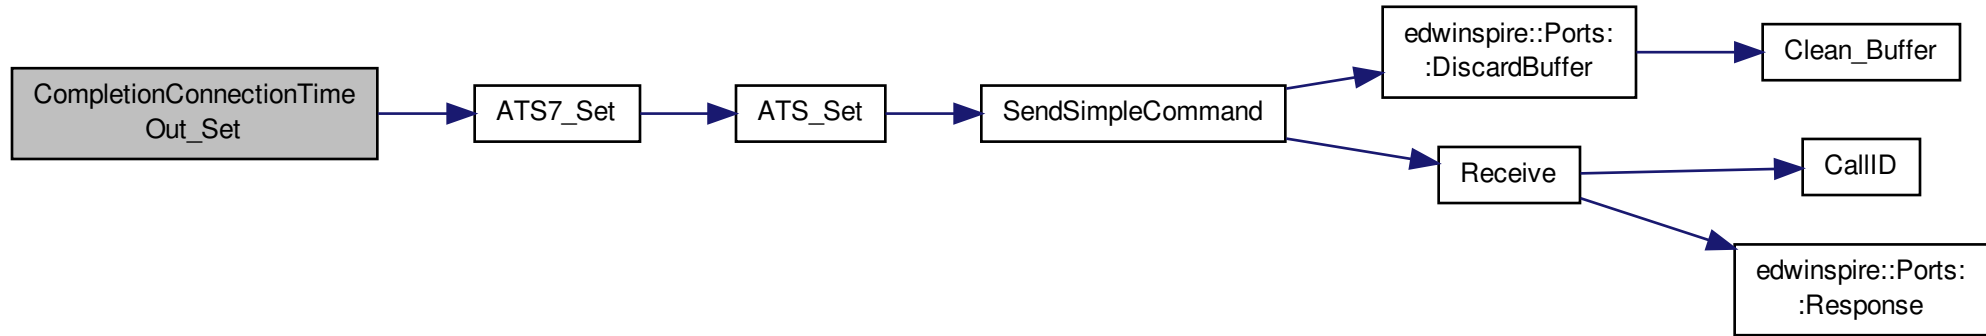 CompletionConnectionTime
Out_Set
ATS7_Set
ATS_Set
SendSimpleCommand
edwinspire::Ports:
:DiscardBuffer
Clean_Buffer
Receive
CallID
edwinspire::Ports:
:Response